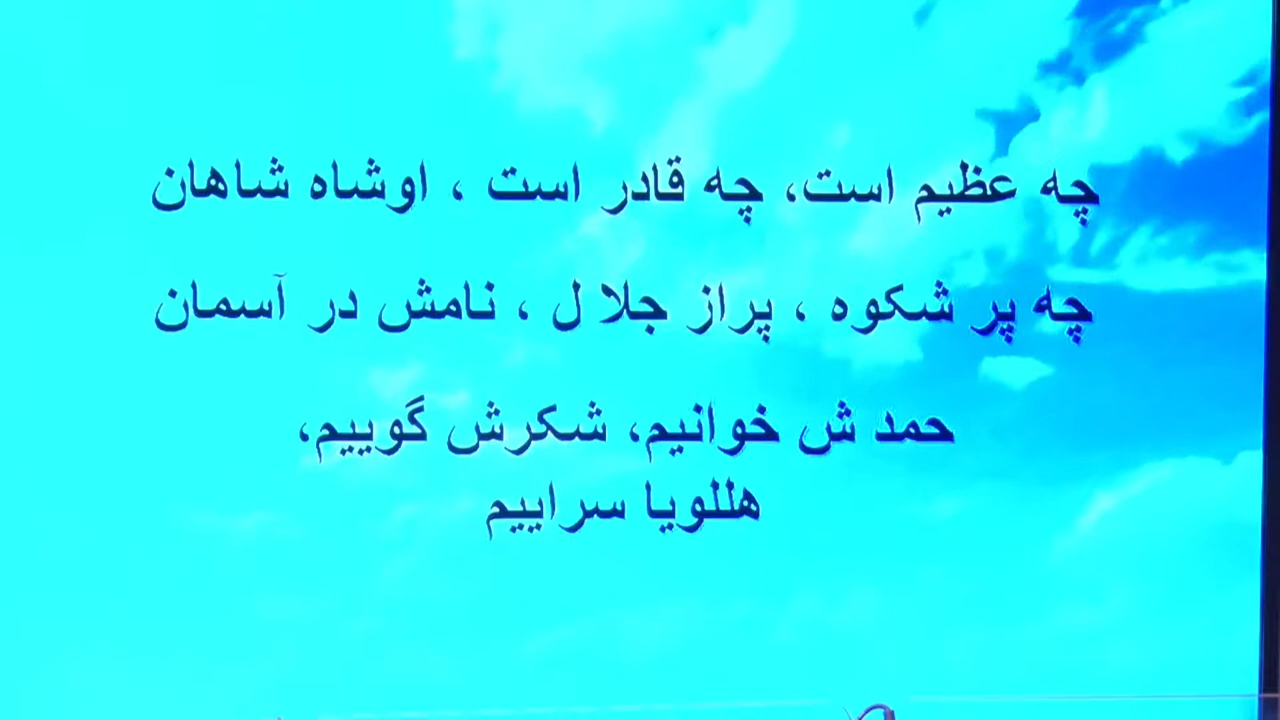 چه عظیم است، چه قادر است ، اوشاه شاهان
چه پر شکوه ، پراز جلا ل ، نامش در آسمان
حمد ش خوانیم، شکرش گوییم،
هللویا سراییم